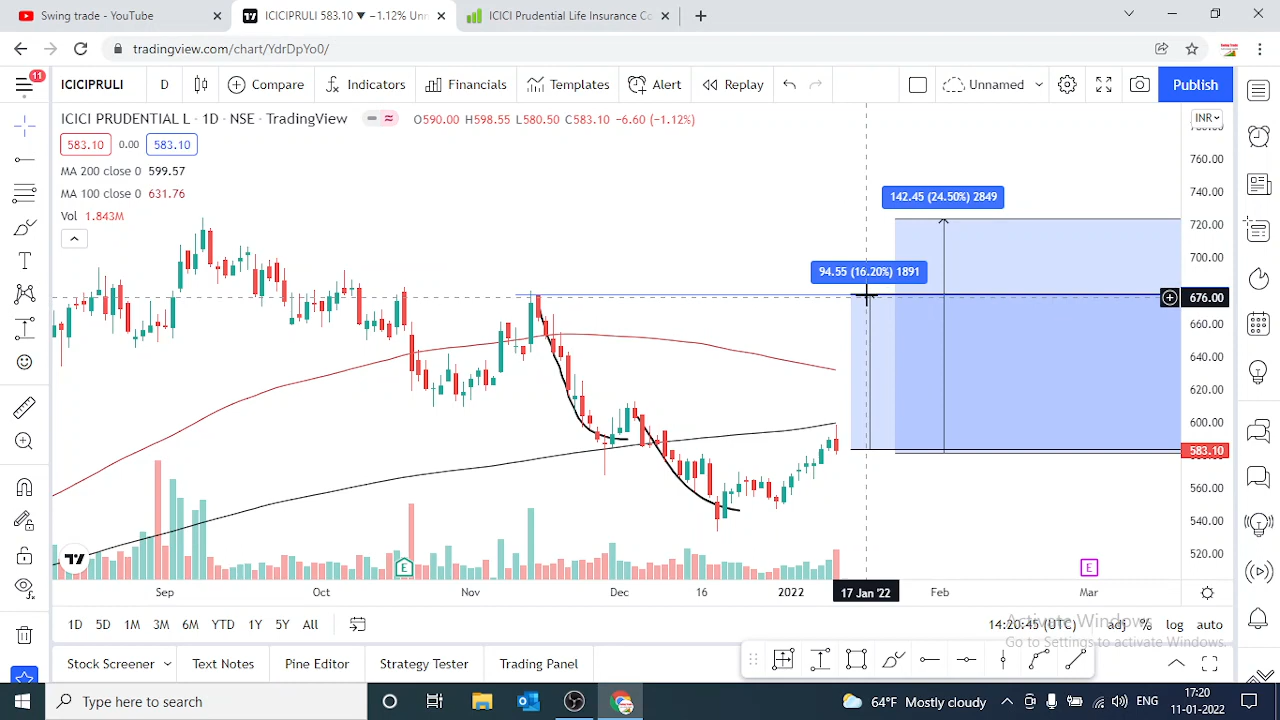 Swing trade - YouTube
ICICIPRULI 583.10 ▼ −1.12% Unn
ICICI Prudential Life Insurance Co
tradingview.com/chart/YdrDpYo0/
11
ICICIPRULI D Compare Indicators Financials Templates Alert Replay Unnamed Publish
ICICI PRUDENTIAL L · 1D · NSE · TradingView O590.00 H598.55 L580.50 C583.10 −6.60 (−1.12%)
INR
583.10 0.00 583.10
MA 200 close 0 599.57
MA 100 close 0 631.76
Vol 1.843M
142.45 (24.50%) 2849
94.55 (16.20%) 1891
760.00
740.00
720.00
700.00
676.00
660.00
640.00
620.00
600.00
583.10
560.00
540.00
520.00
E
E
Sep Oct Nov Dec 16 2022 17 Jan '22 Feb Mar
1D 5D 1M 3M 6M YTD 1Y 5Y All
14:20:45 (UTC) adj % log auto
Activate Windows
Go to Settings to activate Windows.
Stock Screener Text Notes Pine Editor Strategy Tester Trading Panel
Type here to search
64°F Mostly cloudy
ENG
17:20
11-01-2022